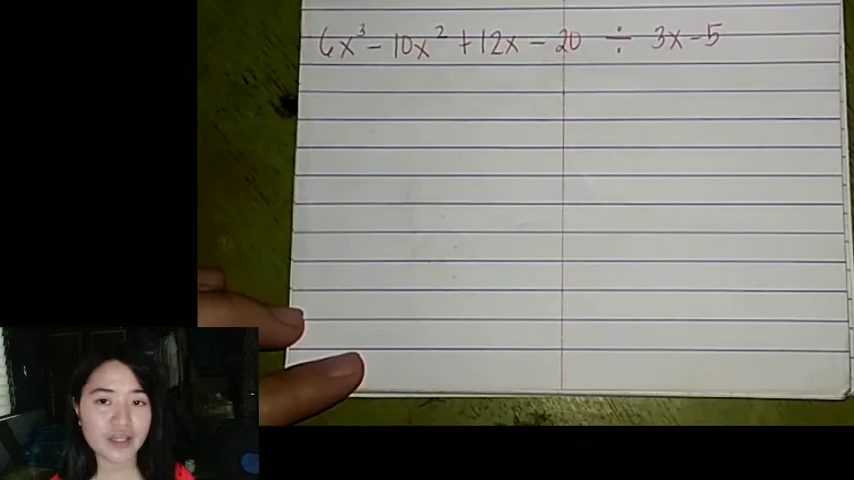 6x³ - 10x² + 12x - 20 ÷ 3x - 5